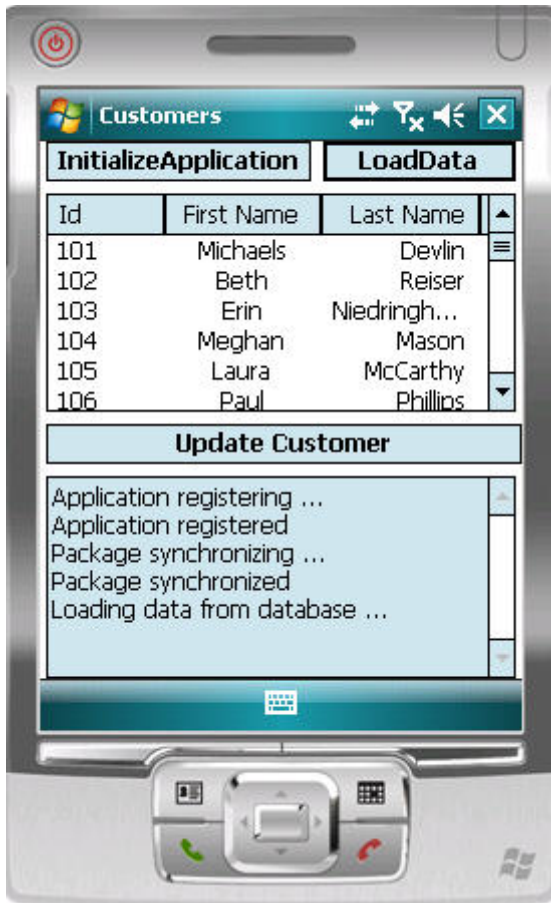 Customers
InitializeApplication LoadData
Id First Name Last Name
101 Michaels Devlin
102 Beth Reiser
103 Erin Niedringh...
104 Meghan Mason
105 Laura McCarthy
106 Paul Phillips
Update Customer
Application registering ...
Application registered
Package synchronizing ...
Package synchronized
Loading data from database ...